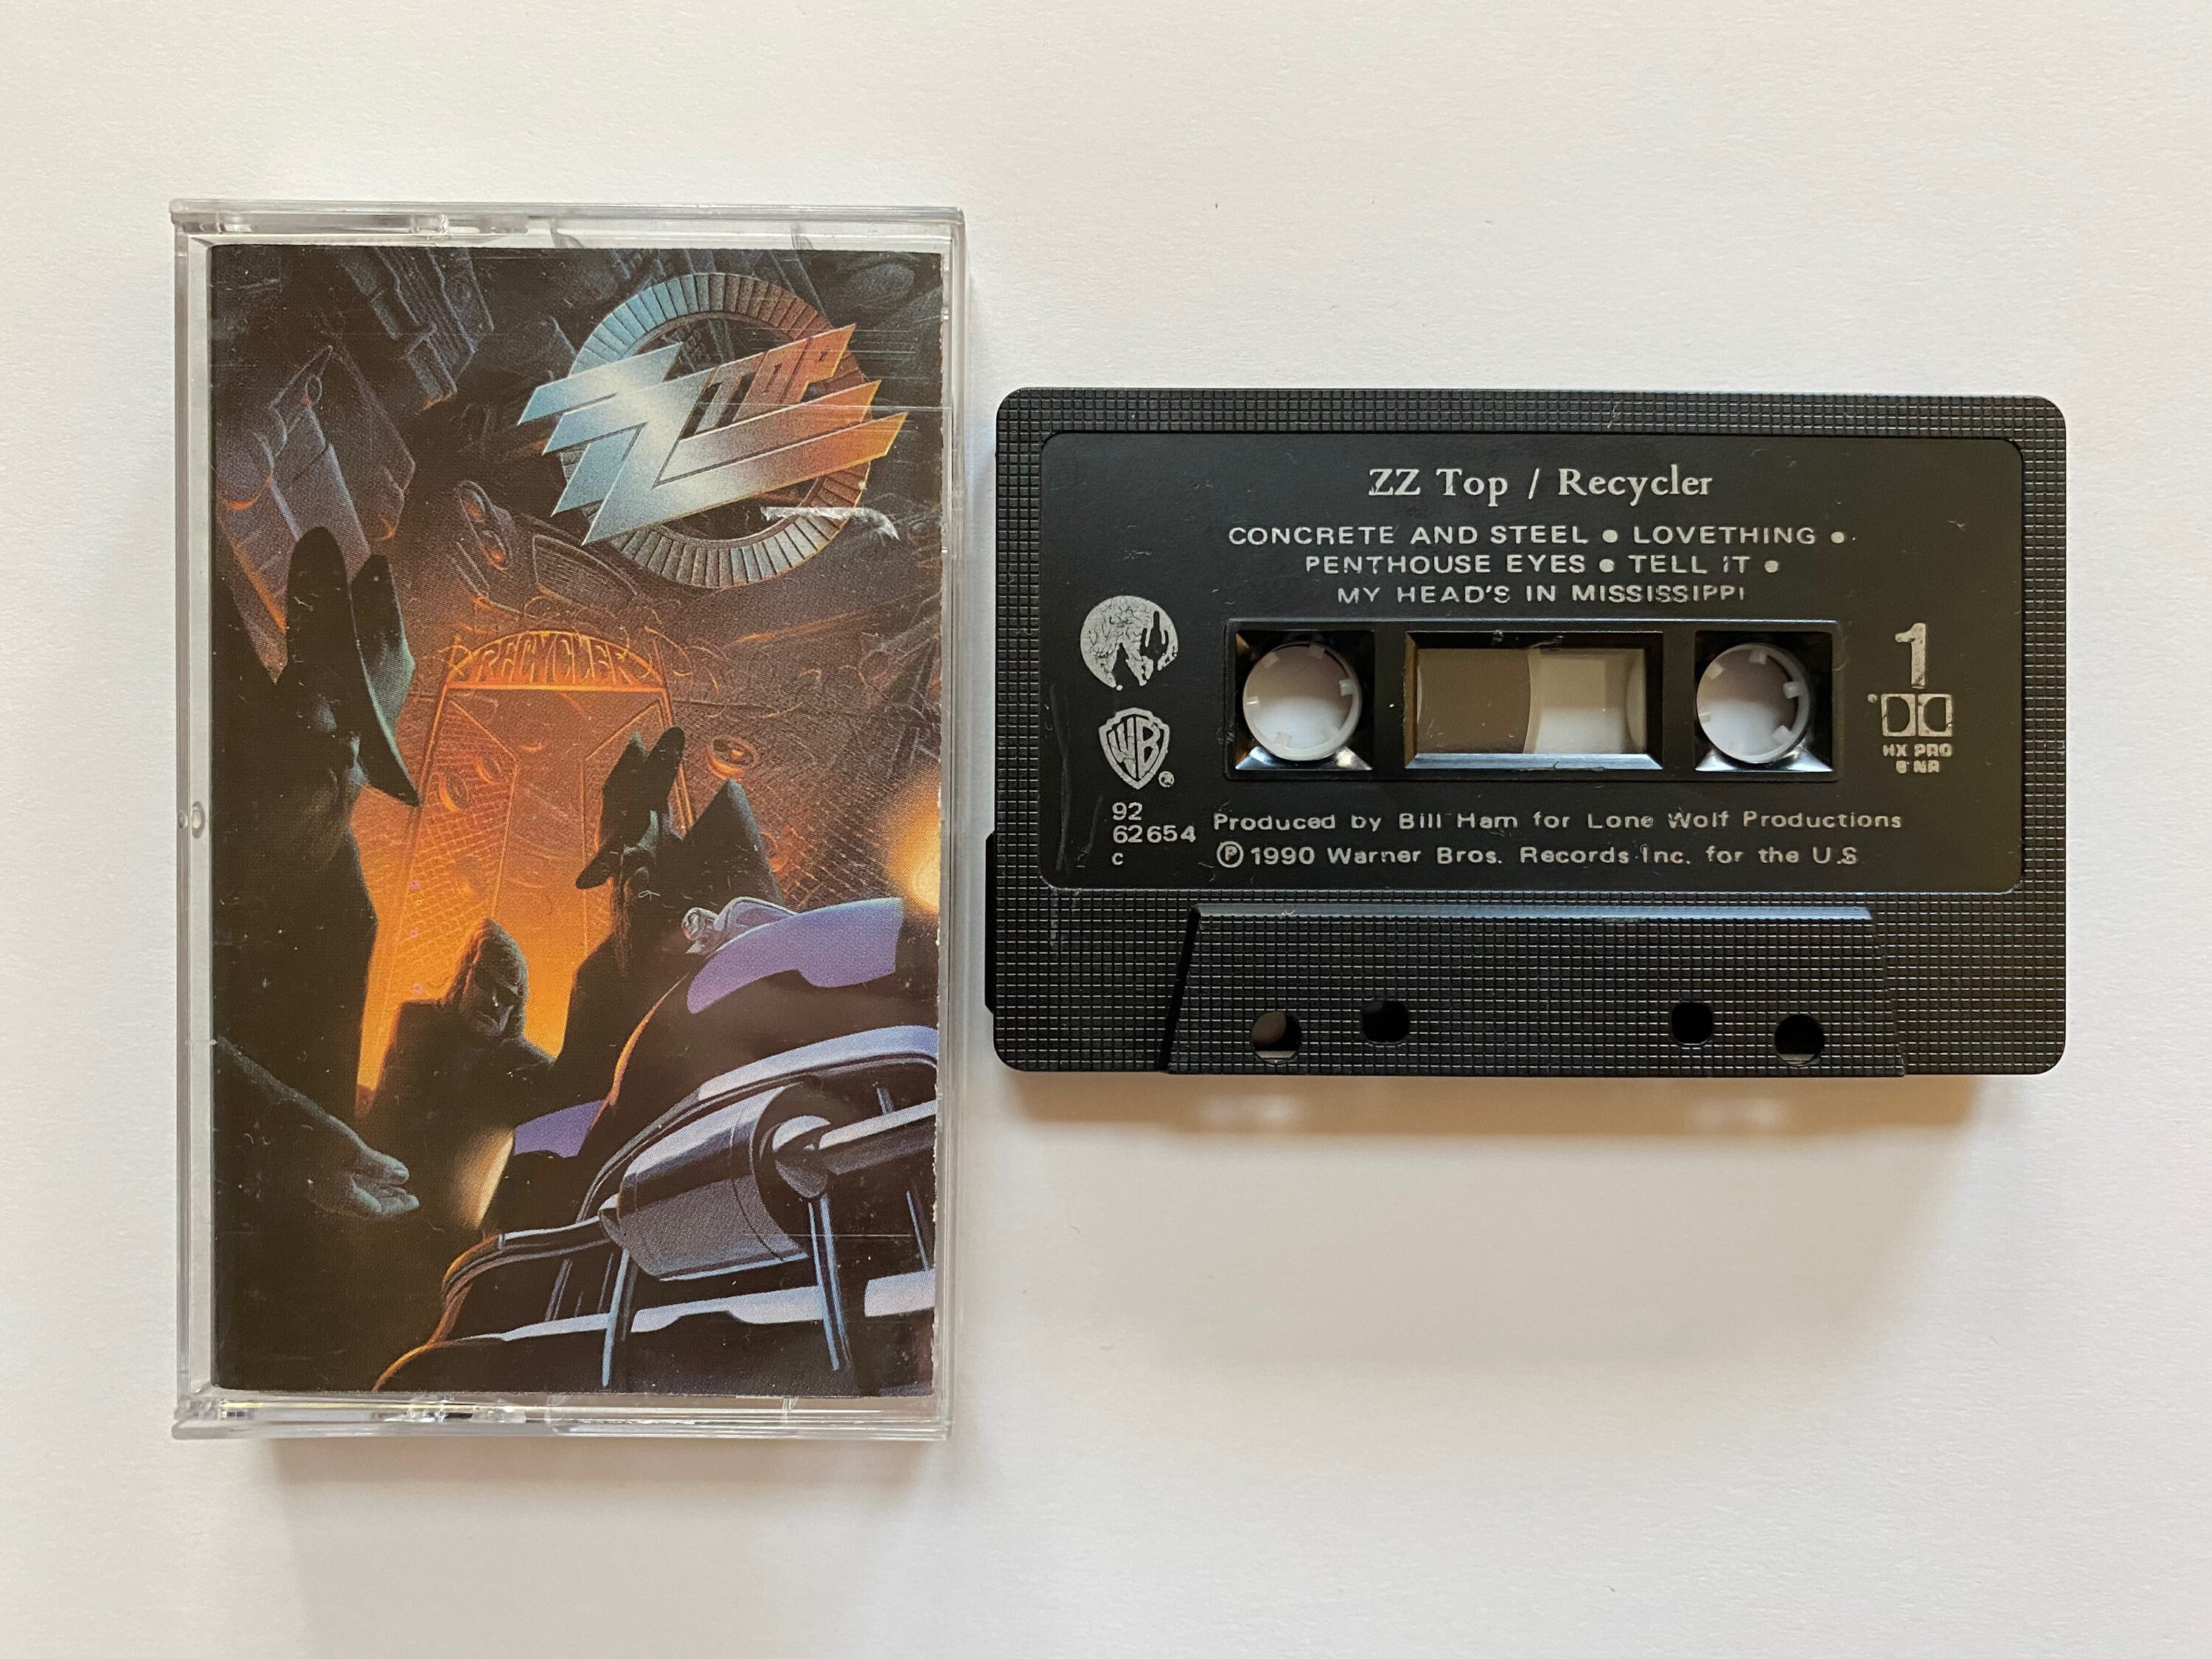 ZZ TOP
RECYCLER
ZZ Top / Recycler
CONCRETE AND STEEL ● LOVETHING ●
PENTHOUSE EYES ● TELL IT ●
MY HEAD'S IN MISSISSIPPI
1
WB
®
HX PRO
B NR
92
62654
C
Produced by Bill Ham for Lone Wolf Productions
Ⓟ 1990 Warner Bros. Records Inc. for the U.S